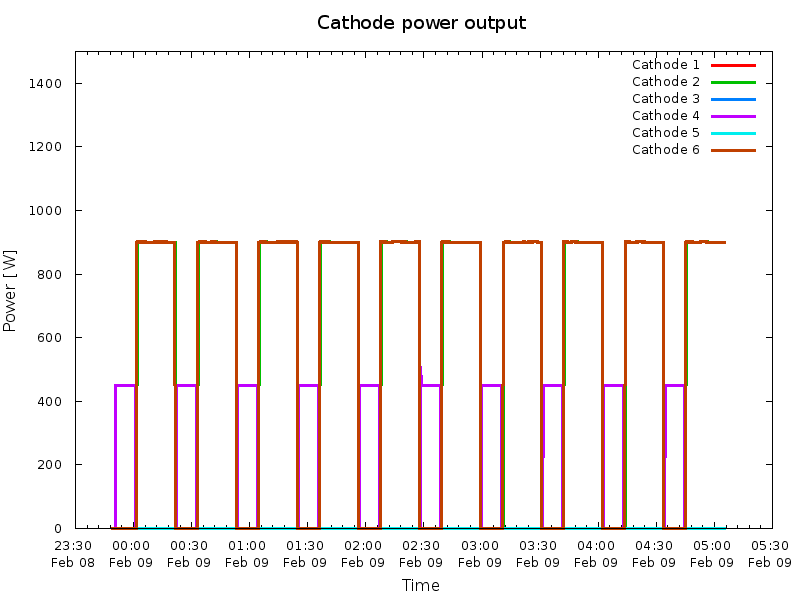 Cathode power output
Cathode 1
Cathode 2
Cathode 3
Cathode 4
Cathode 5
Cathode 6
1400
1200
1000
800
600
400
200
0
Power [W]
23:30 00:00 00:30 01:00 01:30 02:00 02:30 03:00 03:30 04:00 04:30 05:00 05:30
Feb 08 Feb 09 Feb 09 Feb 09 Feb 09 Feb 09 Feb 09 Feb 09 Feb 09 Feb 09 Feb 09 Feb 09 Feb 09
Time